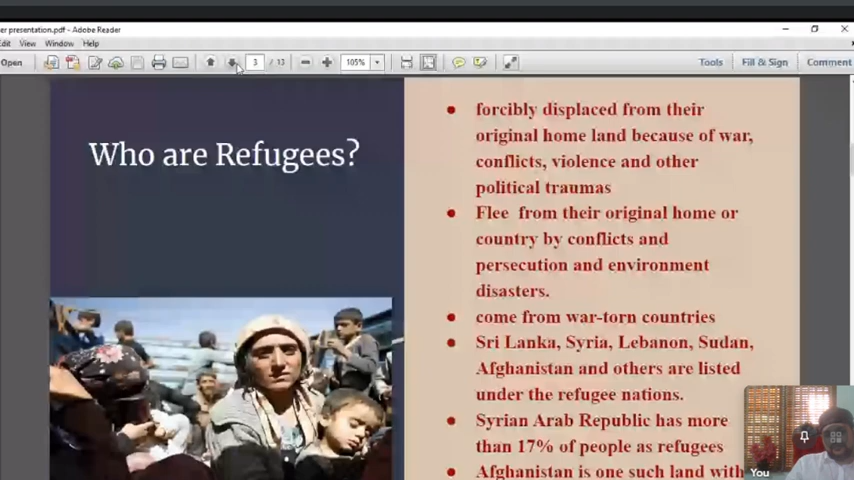 er presentation.pdf - Adobe Reader
Edit View Window Help
Open 3 / 13 105% Tools Fill & Sign Comment
Who are Refugees?
● forcibly displaced from their
original home land because of war,
conflicts, violence and other
political traumas
● Flee from their original home or
country by conflicts and
persecution and environment
disasters.
● come from war-torn countries
● Sri Lanka, Syria, Lebanon, Sudan,
Afghanistan and others are listed
under the refugee nations.
● Syrian Arab Republic has more
than 17% of people as refugees
● Afghanistan is one such land with
You